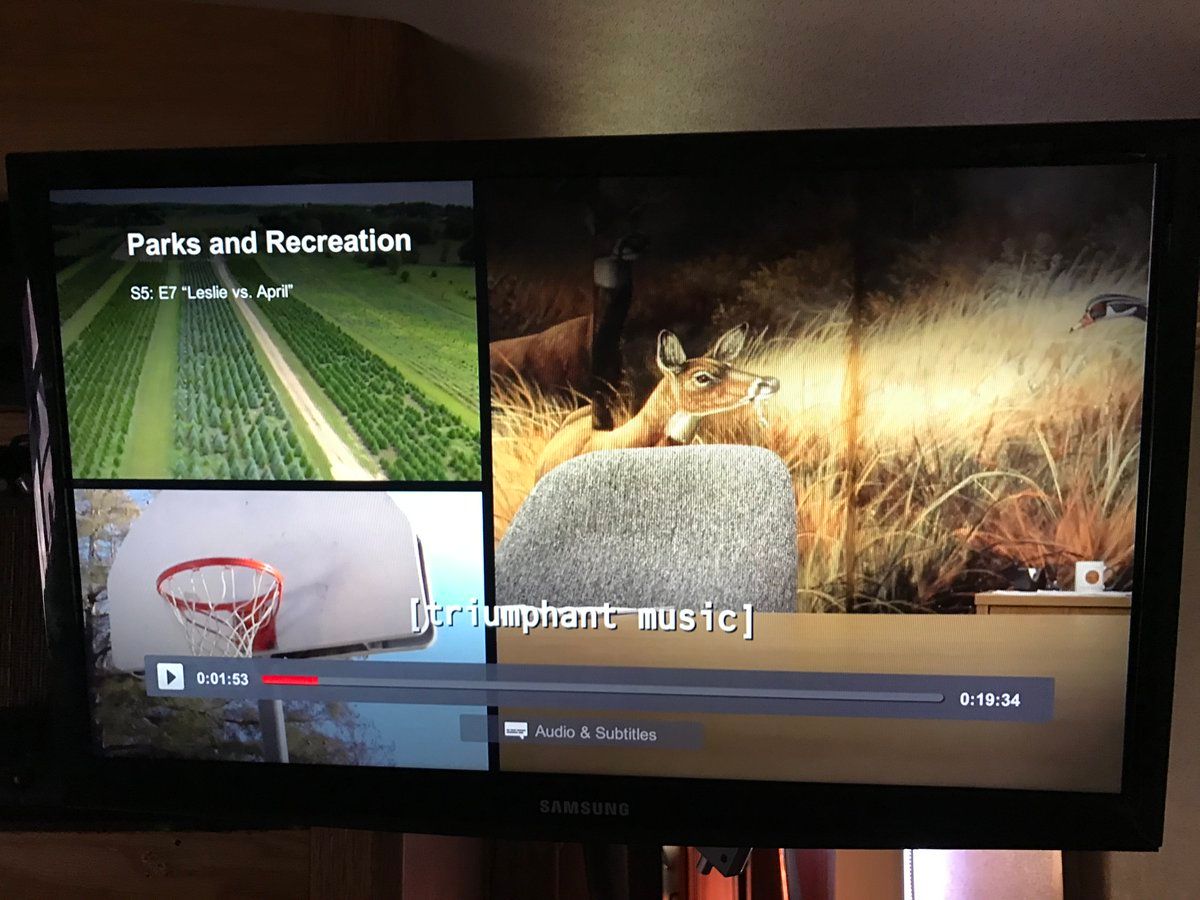 Parks and Recreation
S5: E7 “Leslie vs. April”
[triumphant music]
0:01:53
0:19:34
Audio & Subtitles
SAMSUNG